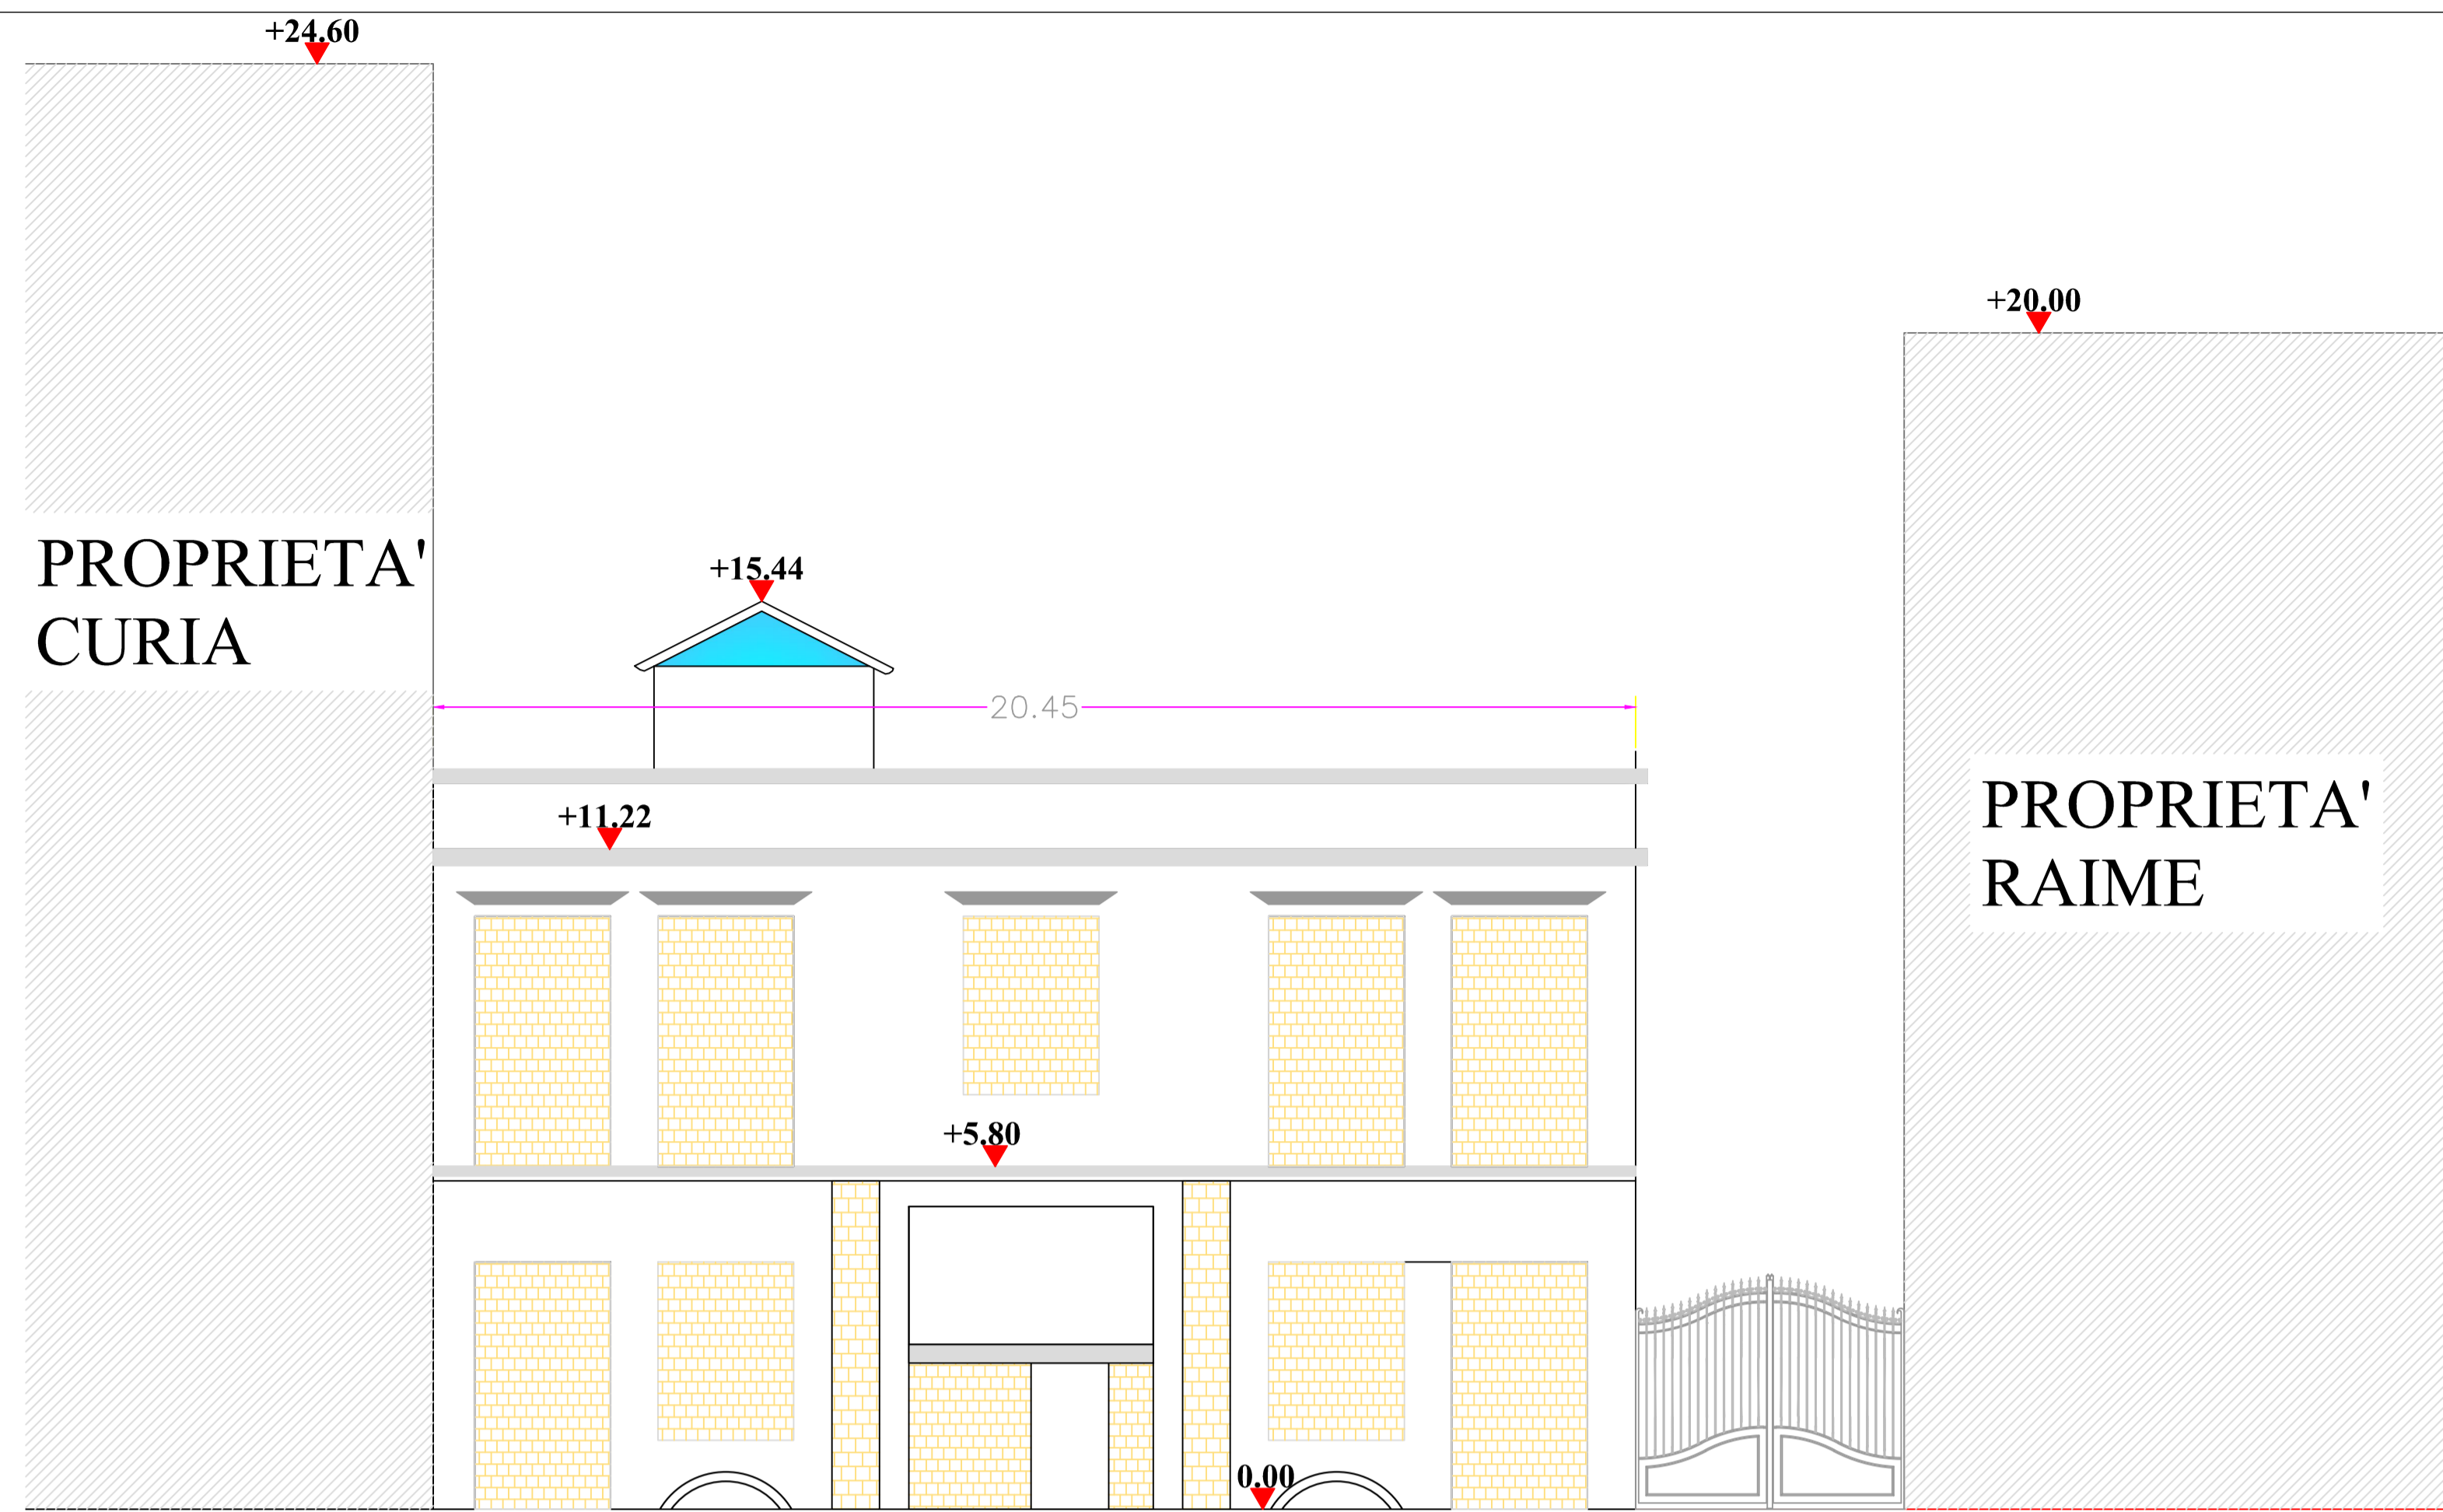 +24.60
+20.00
PROPRIETA'
CURIA
+15.44
20.45
PROPRIETA'
RAIME
+11.22
+5.80
0.00